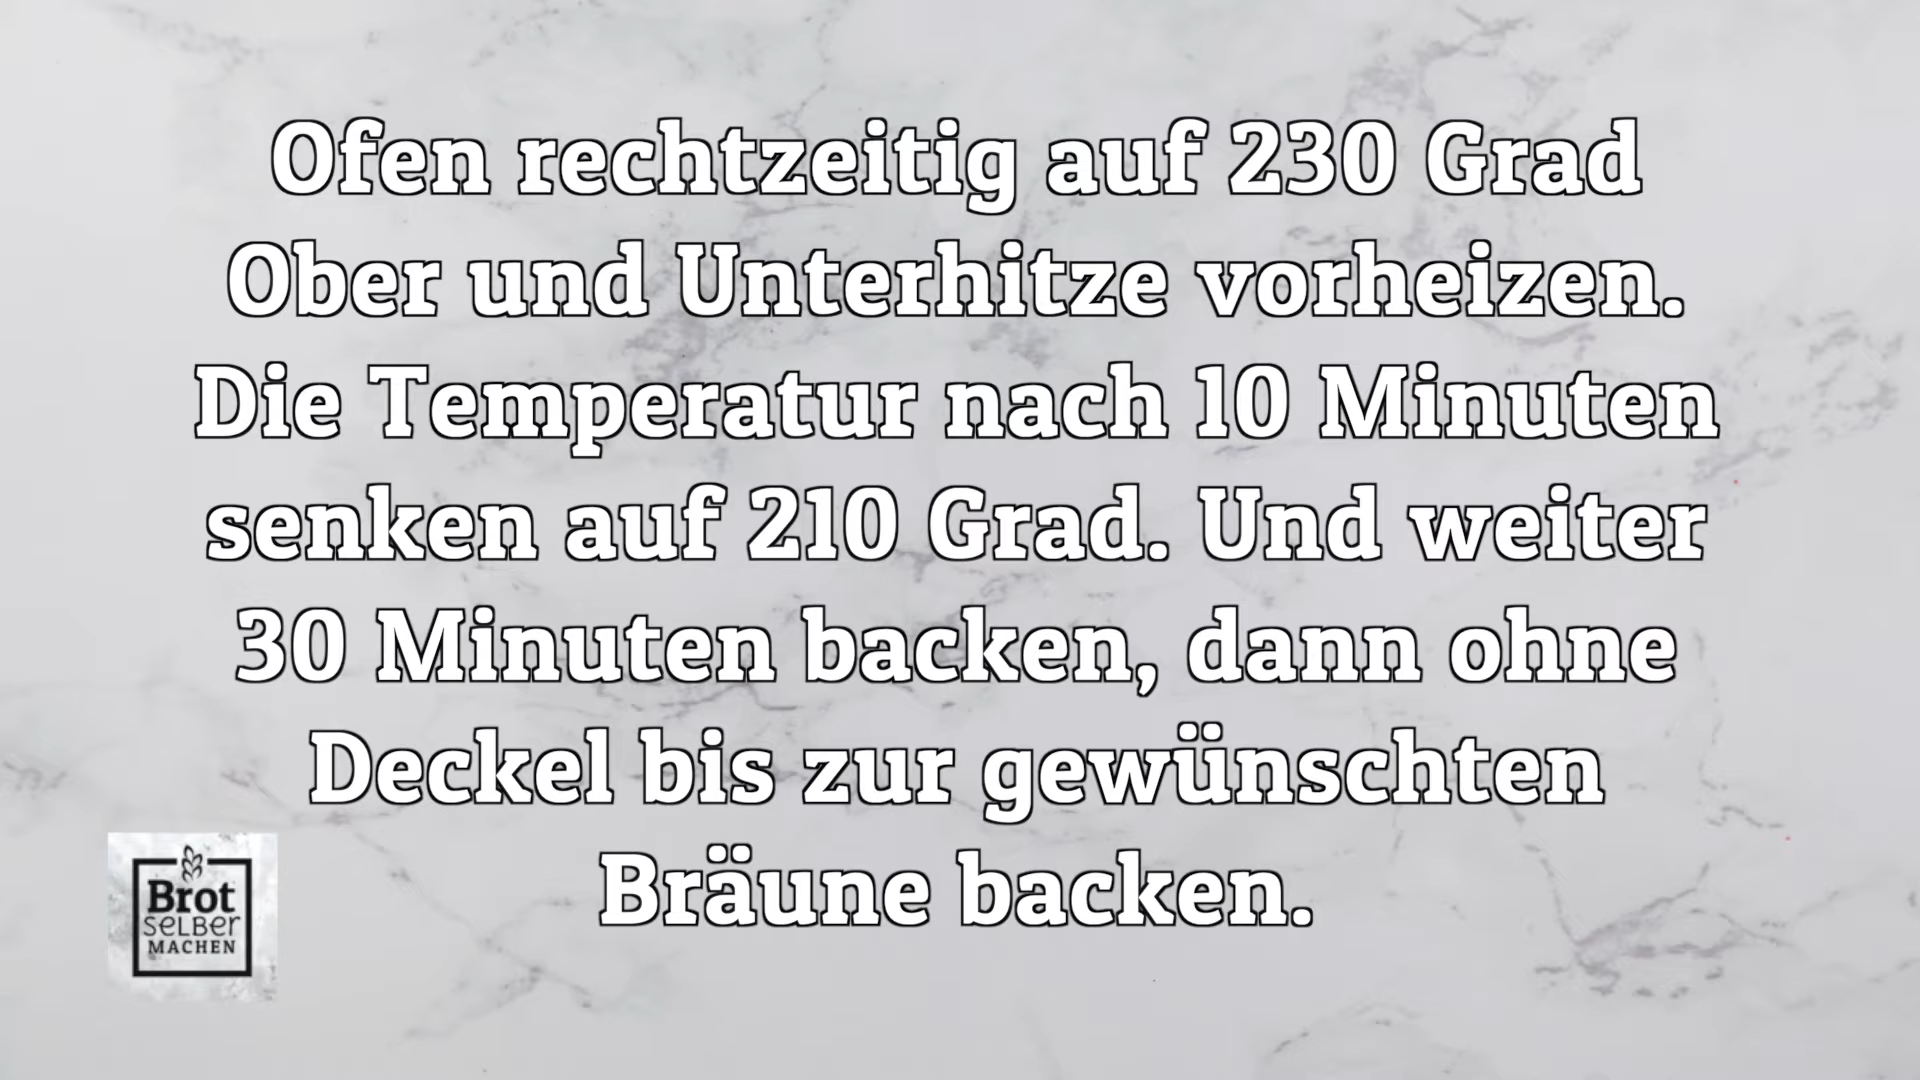 Ofen rechtzeitig auf 230 Grad
Ober und Unterhitze vorheizen.
Die Temperatur nach 10 Minuten
senken auf 210 Grad. Und weiter
30 Minuten backen, dann ohne
Deckel bis zur gewünschten
Bräune backen.
Brot
SELBER
MACHEN